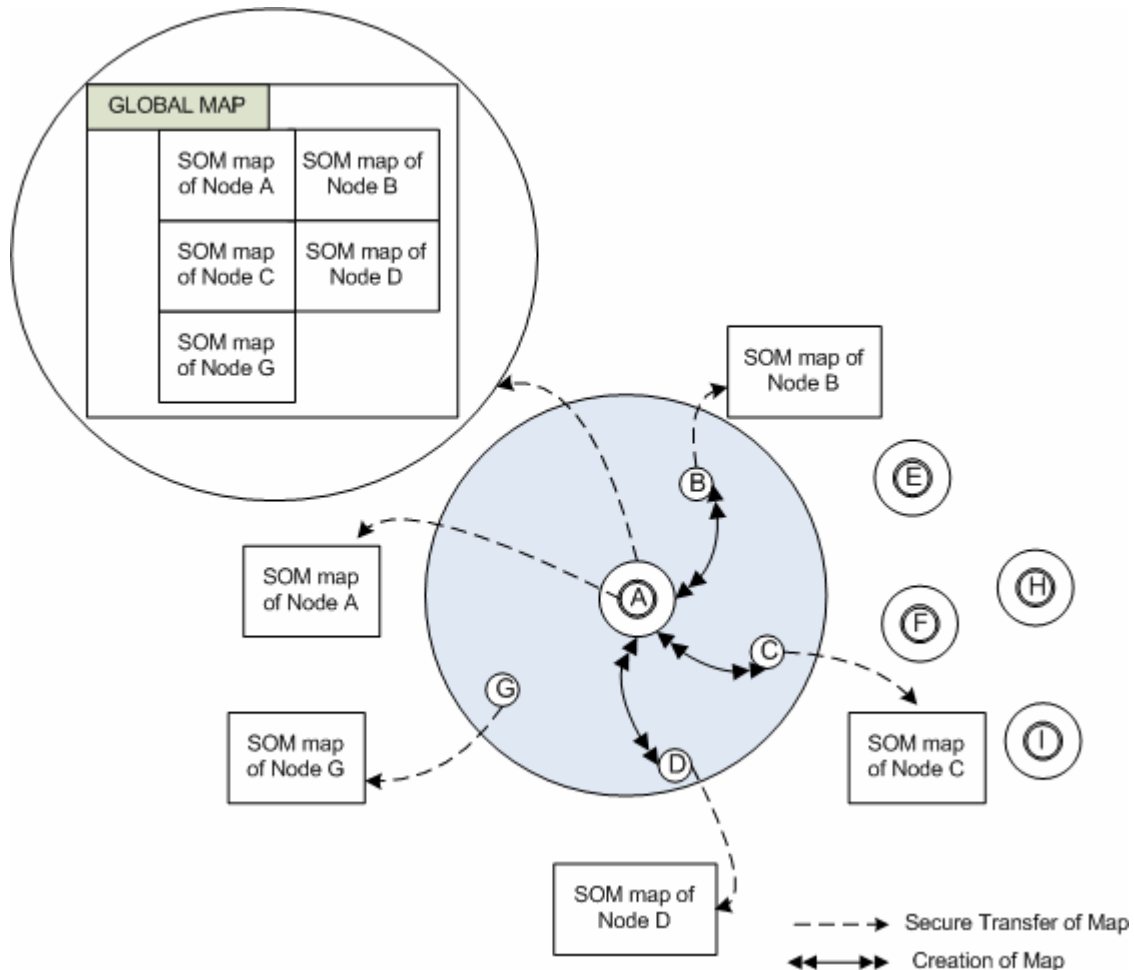 GLOBAL MAP
SOM map
of Node A
SOM map of
Node B
SOM map
of Node C
SOM map of
Node D
SOM map
of Node G
SOM map of
Node B
E
B
SOM map
of Node A
A
H
F
C
G
SOM map
of Node G
D
SOM map
of Node C
I
SOM map of
Node D
Secure Transfer of Map
Creation of Map